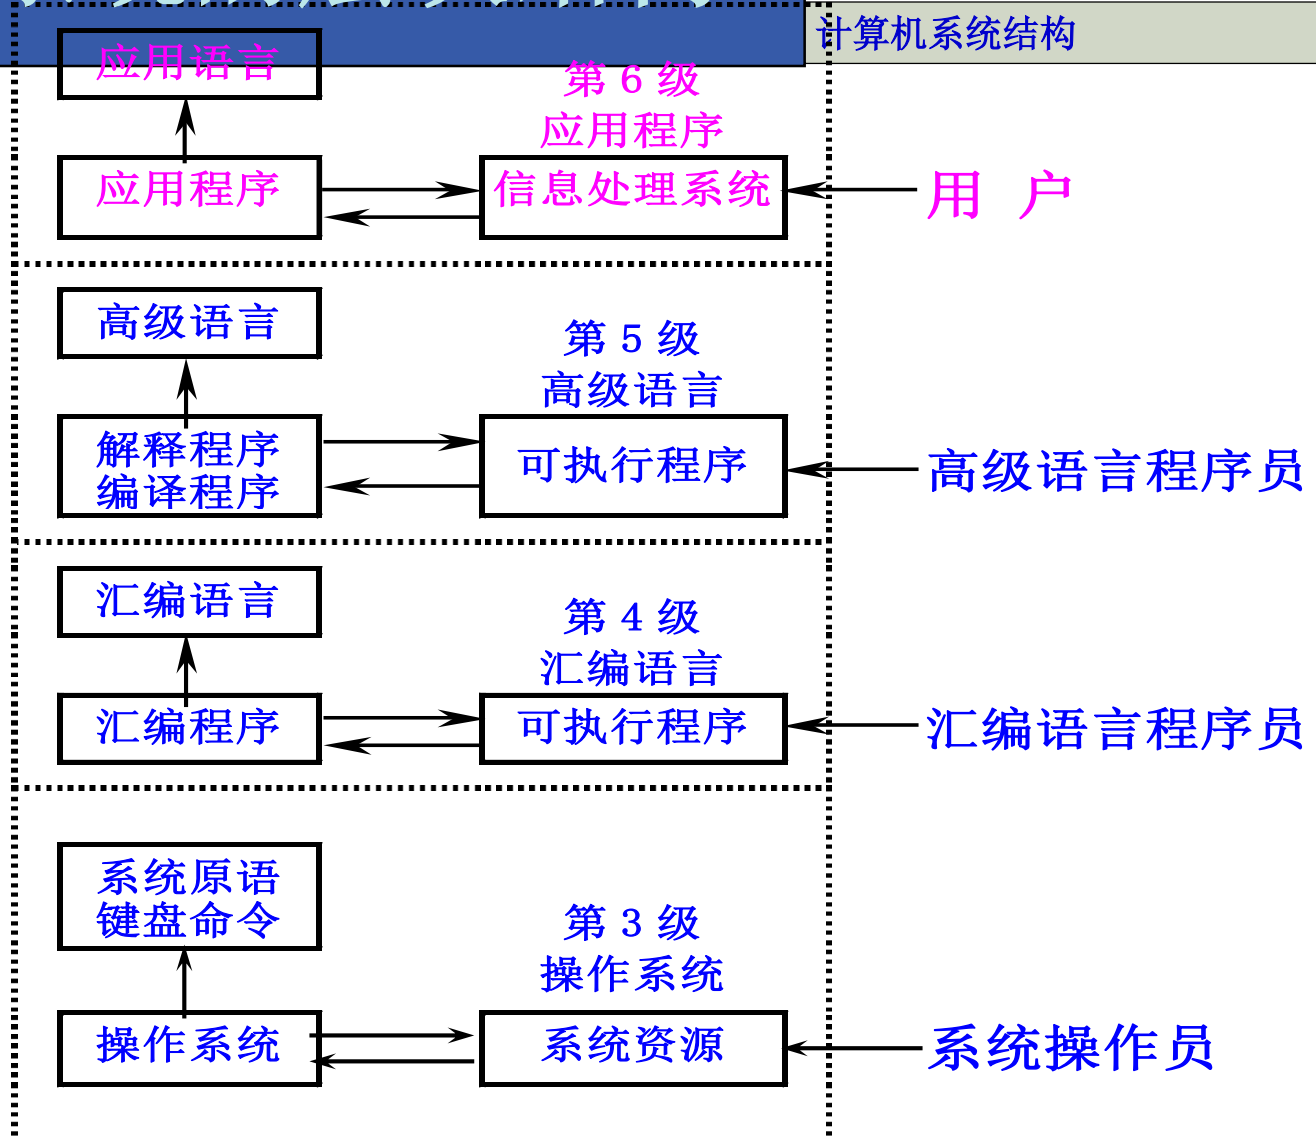 计算机系统结构
应用语言
第 6 级
应用程序
应用程序
信息处理系统
用 户
高级语言
第 5 级
高级语言
解释程序
编译程序
可执行程序
高级语言程序员
汇编语言
第 4 级
汇编语言
汇编程序
可执行程序
汇编语言程序员
系统原语
键盘命令
第 3 级
操作系统
操作系统
系统资源
系统操作员